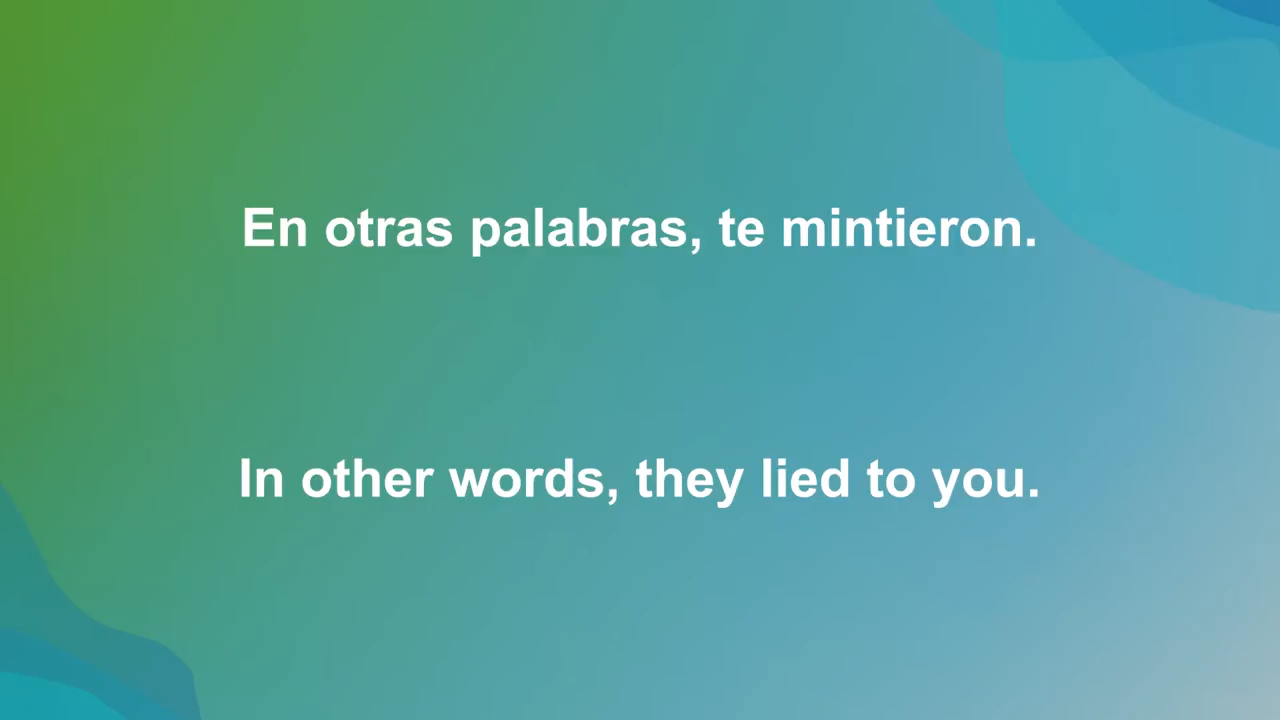 En otras palabras, te mintieron.
In other words, they lied to you.